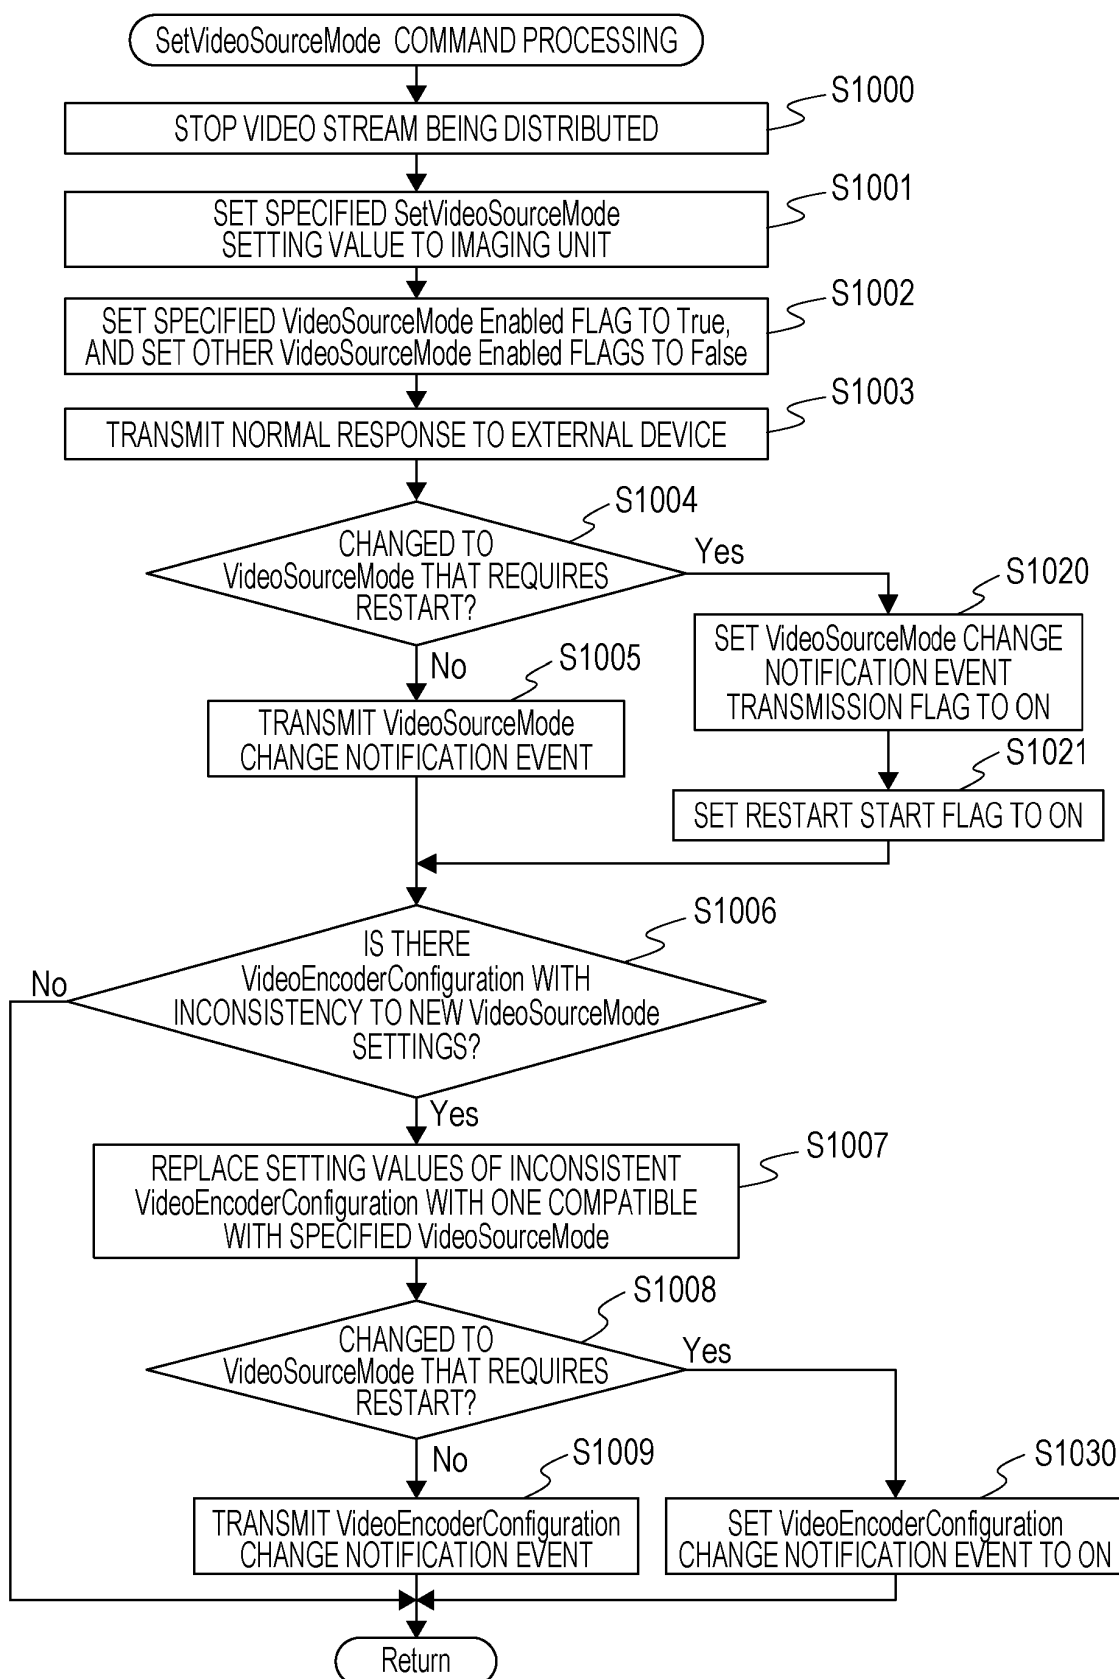 SetVideoSourceMode COMMAND PROCESSING
S1000
STOP VIDEO STREAM BEING DISTRIBUTED
S1001
SET SPECIFIED SetVideoSourceMode
SETTING VALUE TO IMAGING UNIT
S1002
SET SPECIFIED VideoSourceMode Enabled FLAG TO True,
AND SET OTHER VideoSourceMode Enabled FLAGS TO False
S1003
TRANSMIT NORMAL RESPONSE TO EXTERNAL DEVICE
S1004
CHANGED TO
VideoSourceMode THAT REQUIRES
RESTART?
Yes
No
S1020
SET VideoSourceMode CHANGE
NOTIFICATION EVENT
TRANSMISSION FLAG TO ON
S1005
TRANSMIT VideoSourceMode
CHANGE NOTIFICATION EVENT
S1021
SET RESTART START FLAG TO ON
S1006
IS THERE
VideoEncoderConfiguration WITH
INCONSISTENCY TO NEW VideoSourceMode
SETTINGS?
No
Yes
S1007
REPLACE SETTING VALUES OF INCONSISTENT
VideoEncoderConfiguration WITH ONE COMPATIBLE
WITH SPECIFIED VideoSourceMode
S1008
CHANGED TO
VideoSourceMode THAT REQUIRES
RESTART?
Yes
No
S1009
TRANSMIT VideoEncoderConfiguration
CHANGE NOTIFICATION EVENT
S1030
SET VideoEncoderConfiguration
CHANGE NOTIFICATION EVENT TO ON
Return